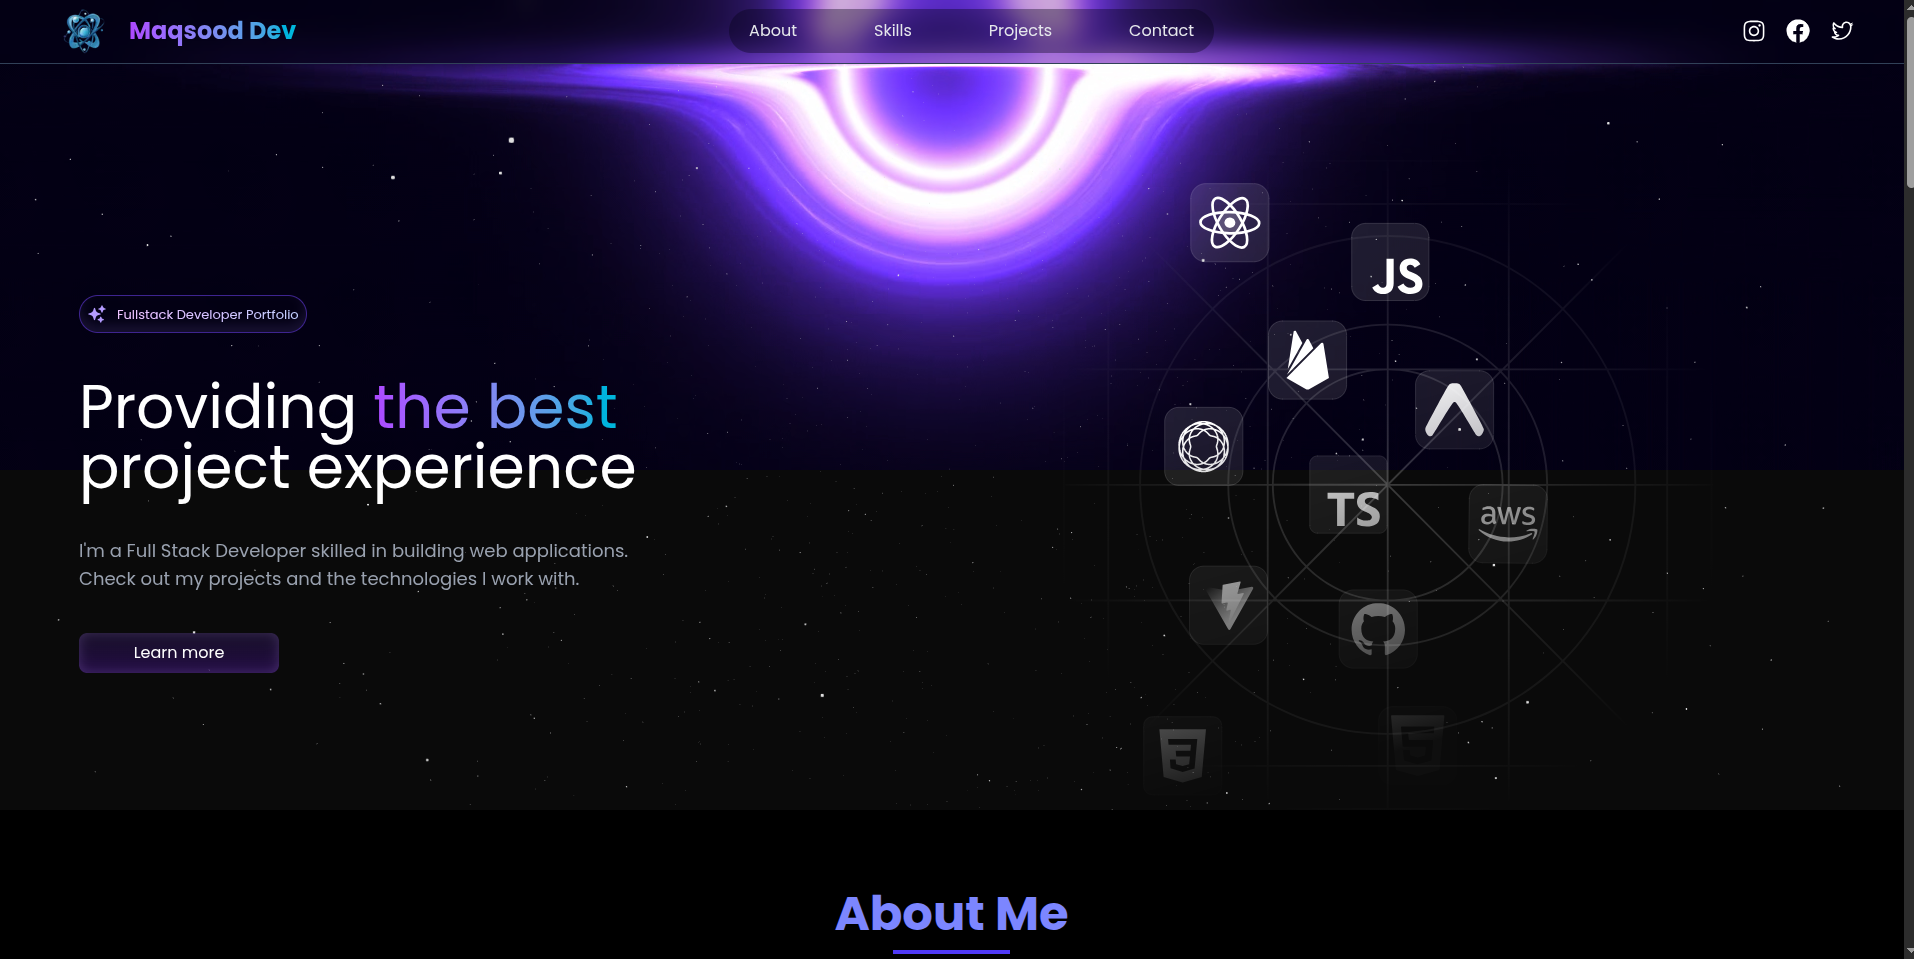 Maqsood Dev
About
Skills
Projects
Contact
Fullstack Developer Portfolio
Providing the best
project experience
I'm a Full Stack Developer skilled in building web applications.
Check out my projects and the technologies I work with.
Learn more
JS
TS
aws
3
5
About Me